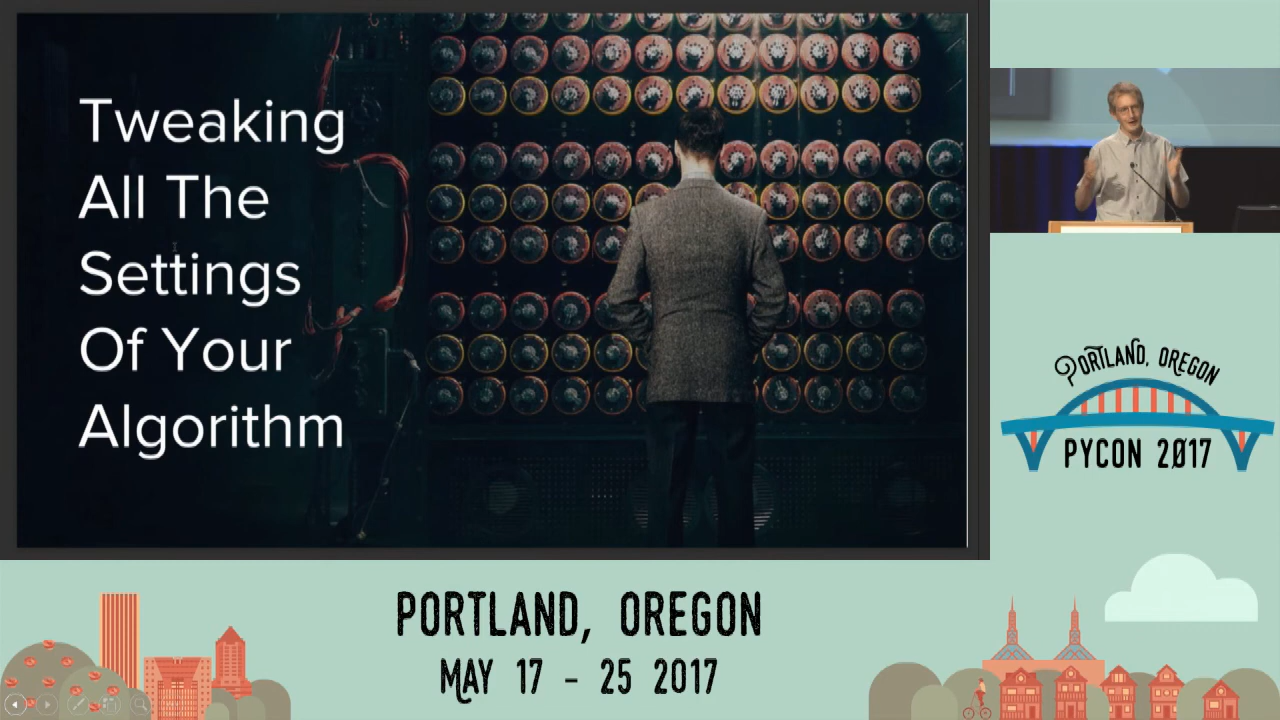 Tweaking
All The
Settings
Of Your
Algorithm
PORTLAND, OREGON
PYCON 2017
PORTLAND, OREGON
MAY 17 - 25 2017